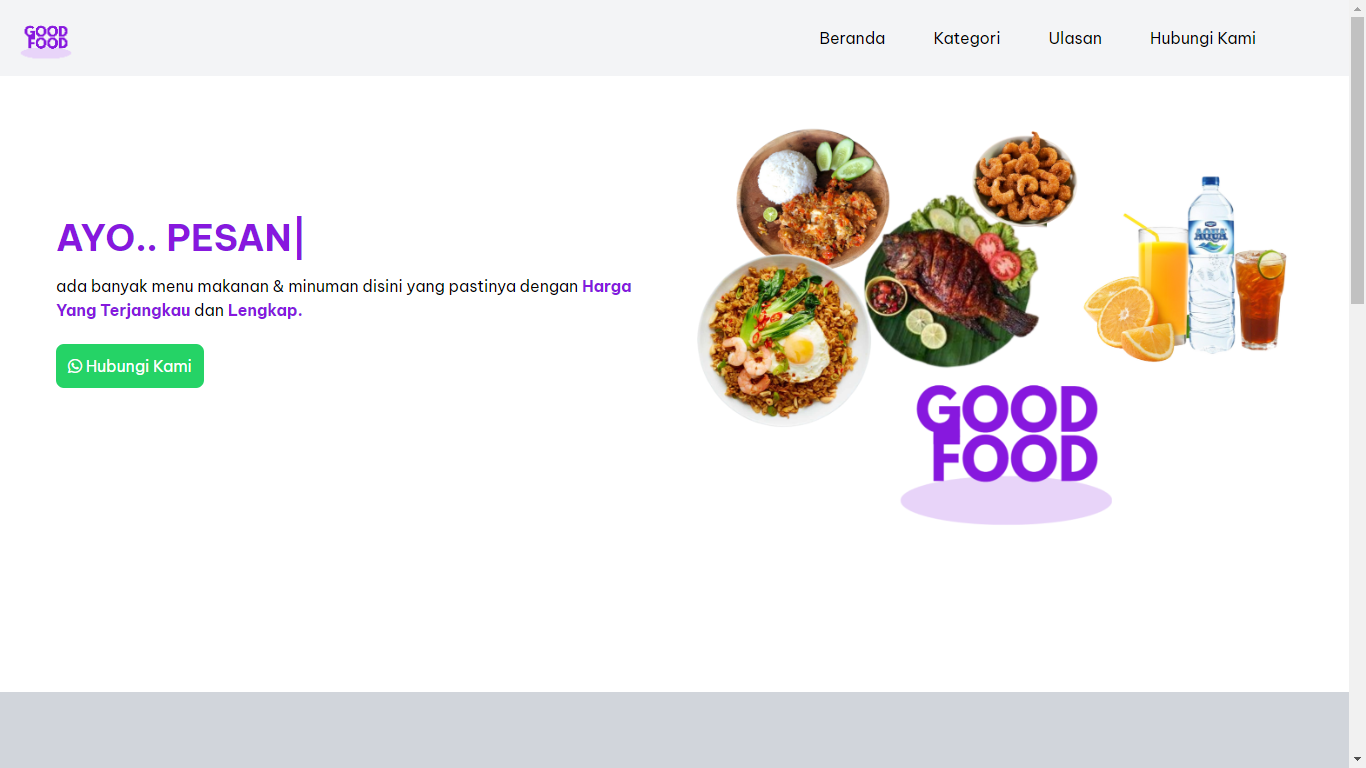 GOOD
FOOD
Beranda
Kategori
Ulasan
Hubungi Kami
AYO.. PESAN|
ada banyak menu makanan & minuman disini yang pastinya dengan Harga
Yang Terjangkau dan Lengkap.
Hubungi Kami
AQUA
GOOD
FOOD